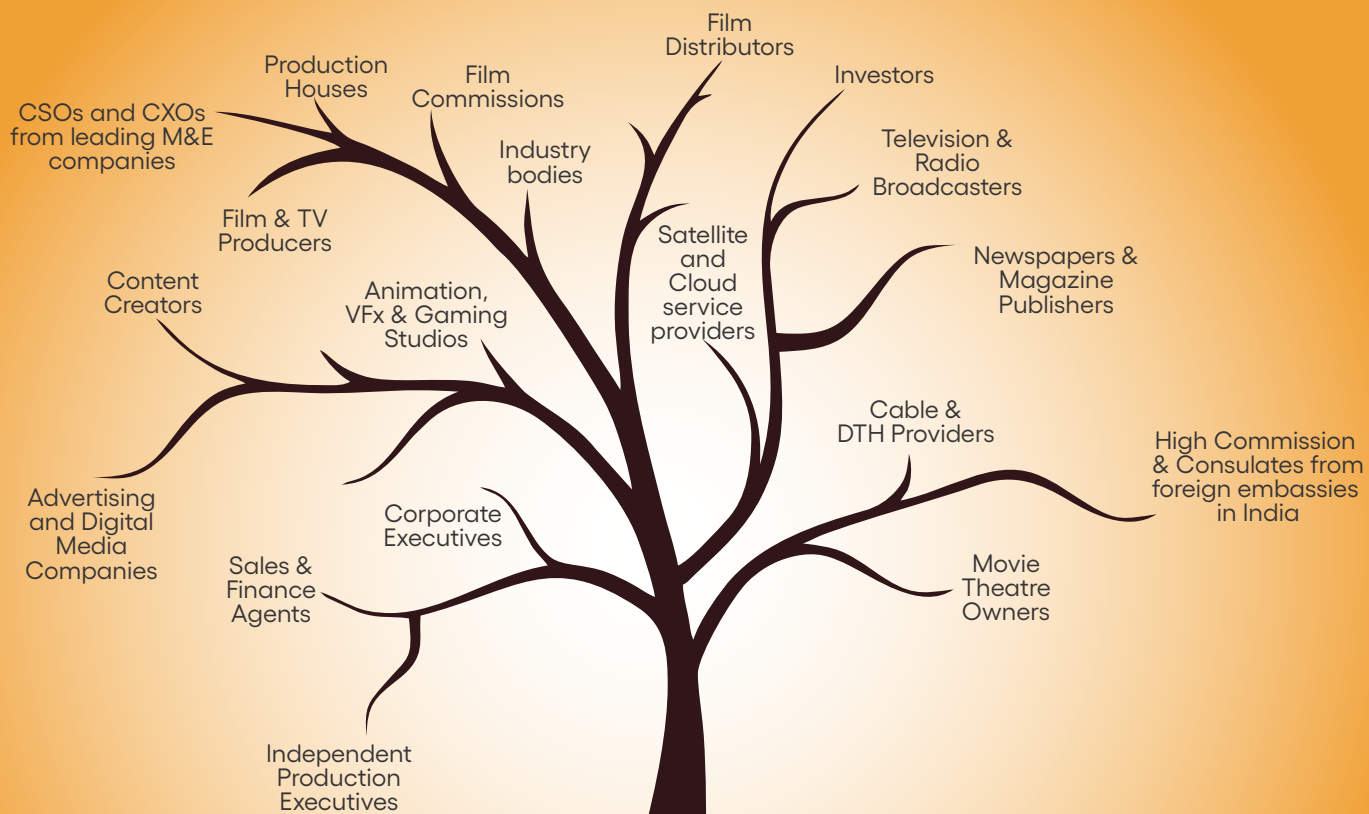 Film
Distributors
Production
Houses
Film
Commissions
Investors
CSOs and CXOs
from leading M&E
companies
Industry
bodies
Television &
Radio
Broadcasters
Film & TV
Producers
Satellite
and
Cloud
service
providers
Newspapers &
Magazine
Publishers
Content
Creators
Animation,
VFx & Gaming
Studios
Cable &
DTH Providers
High Commission
& Consulates from
foreign embassies
in India
Advertising
and Digital
Media
Companies
Corporate
Executives
Sales &
Finance
Agents
Movie
Theatre
Owners
Independent
Production
Executives